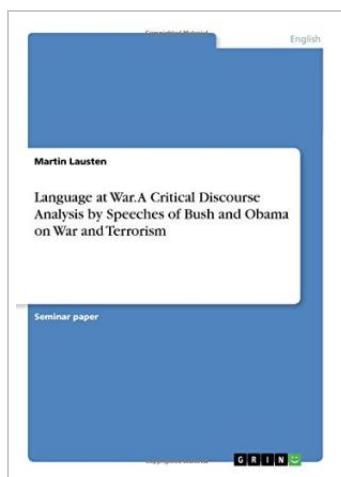 English
Martin Lausten
Language at War. A Critical Discourse
Analysis by Speeches of Bush and Obama
on War and Terrorism
Seminar paper
GRIN